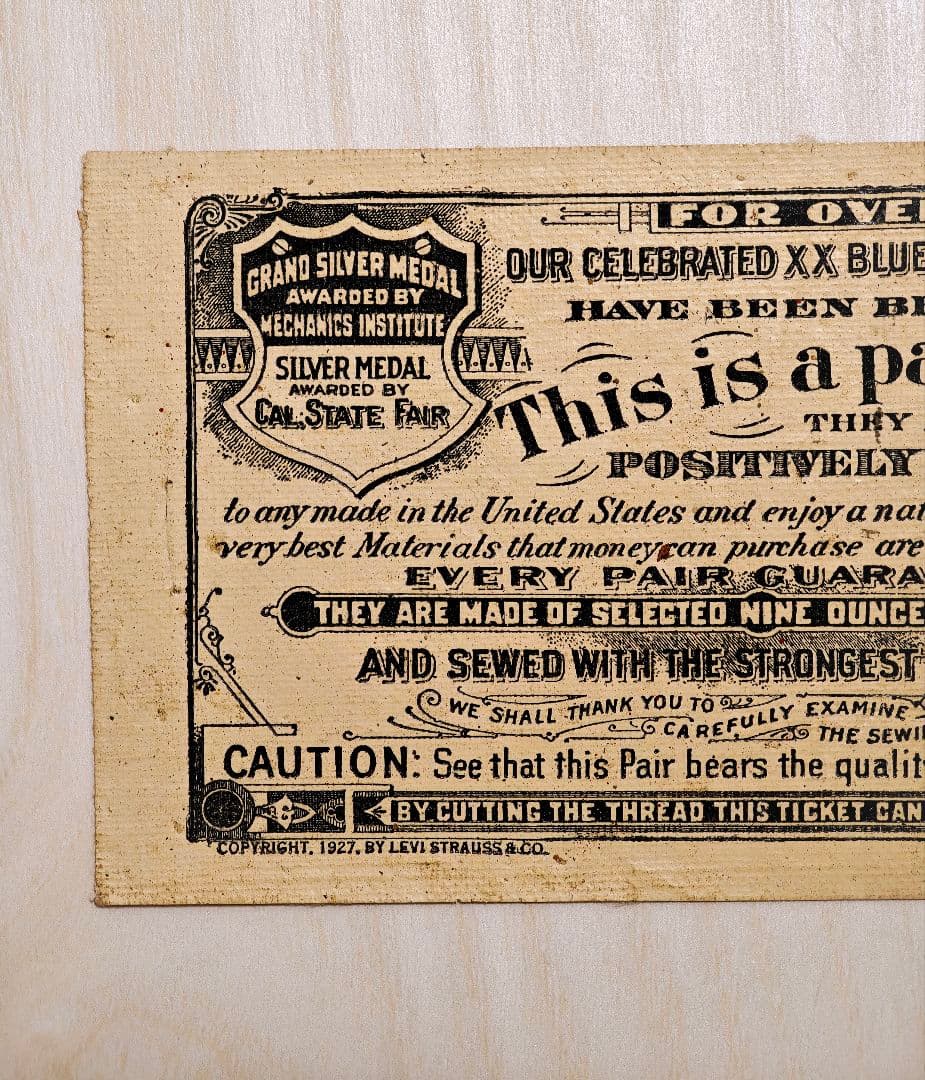 GRAND SILVER MEDAL
AWARDED BY
MECHANICS INSTITUTE
SILVER MEDAL
AWARDED BY
CAL. STATE FAIR
FOR OVE
OUR CELEBRATED XX BLUE
HAVE BEEN BE
This is a pa
THEY
POSITIVELY
to any made in the United States and enjoy a nat
very best Materials that money can purchase are
EVERY PAIR GUARA
THEY ARE MADE OF SELECTED NINE OUNCE
AND SEWED WITH THE STRONGEST
WE SHALL THANK YOU TO
CAREFULLY EXAMINE
THE SEWI
CAUTION: See that this Pair bears the qualit
BY CUTTING THE THREAD THIS TICKET CAN
COPYRIGHT. 1927. BY LEVI STRAUSS & CO.